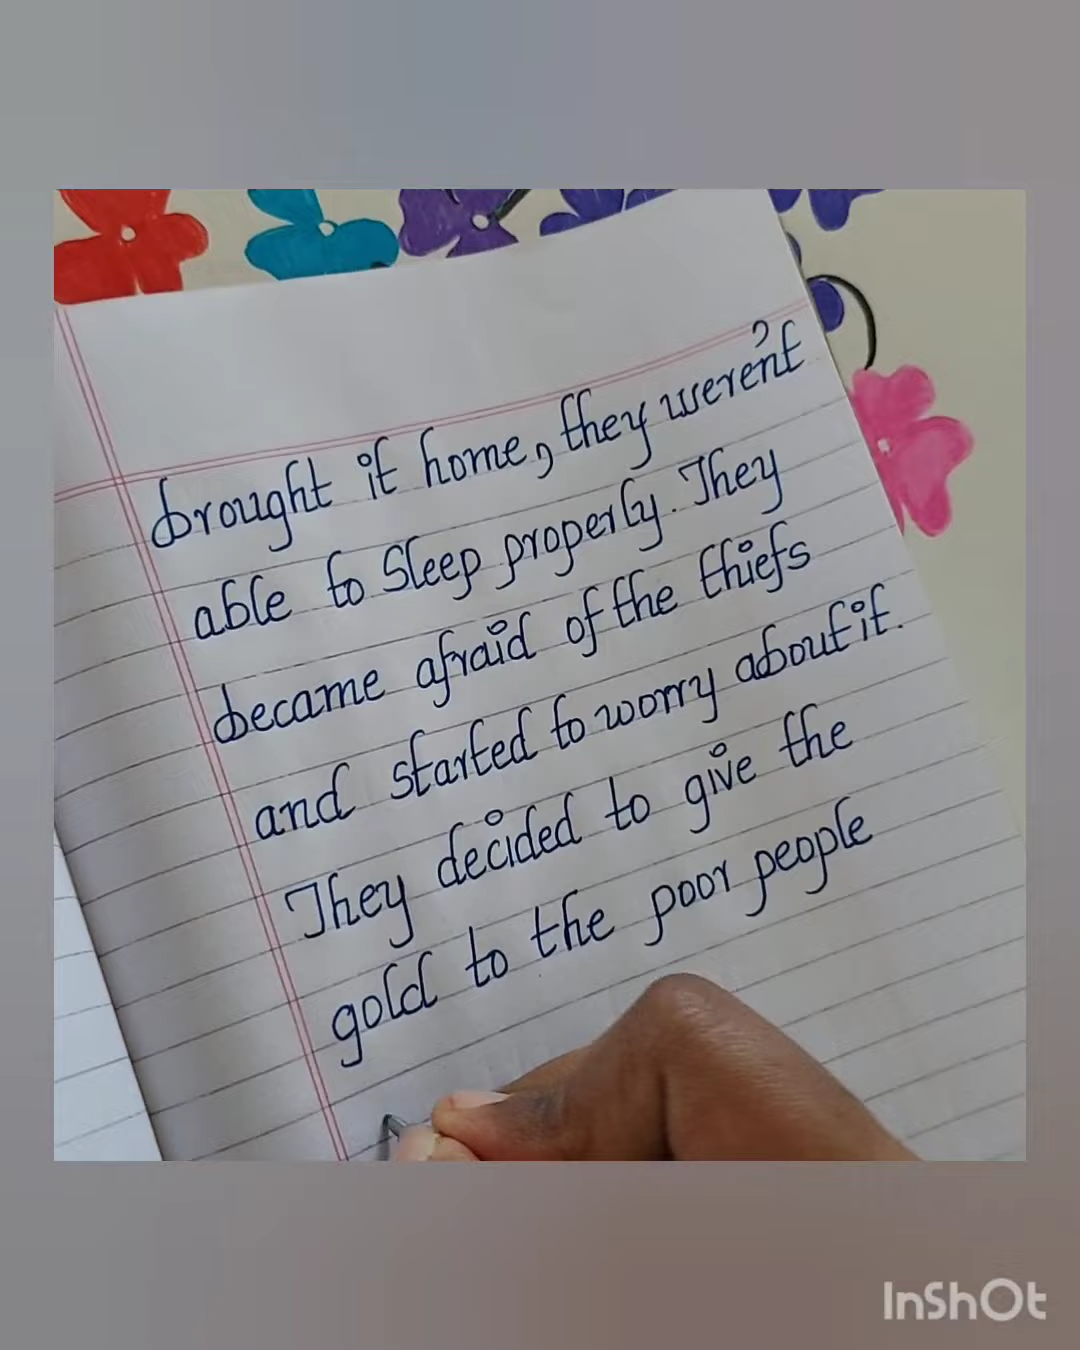 brought it home, they weren't
able to Sleep properly. They
became afraid of the thiefs
and started to worry about it.
They decided to give the
gold to the poor people
InShOt